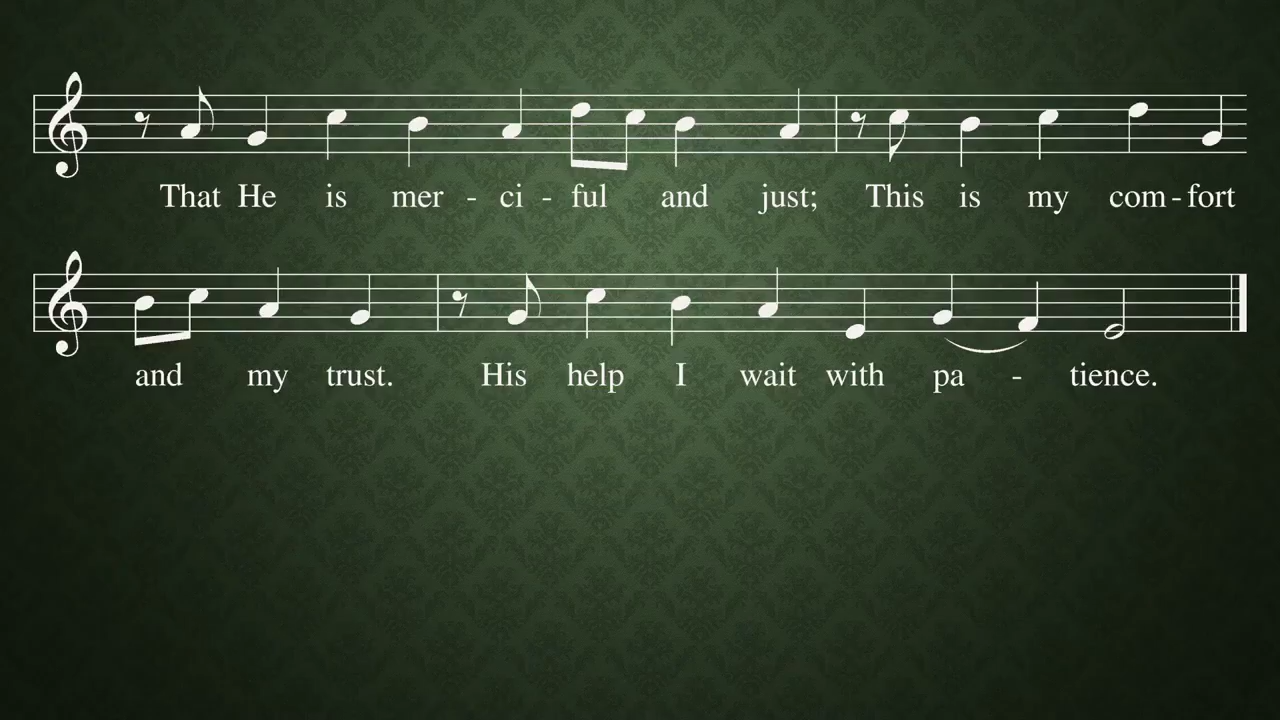 That He is mer - ci - ful and just; This is my com - fort
and my trust. His help I wait with pa - tience.